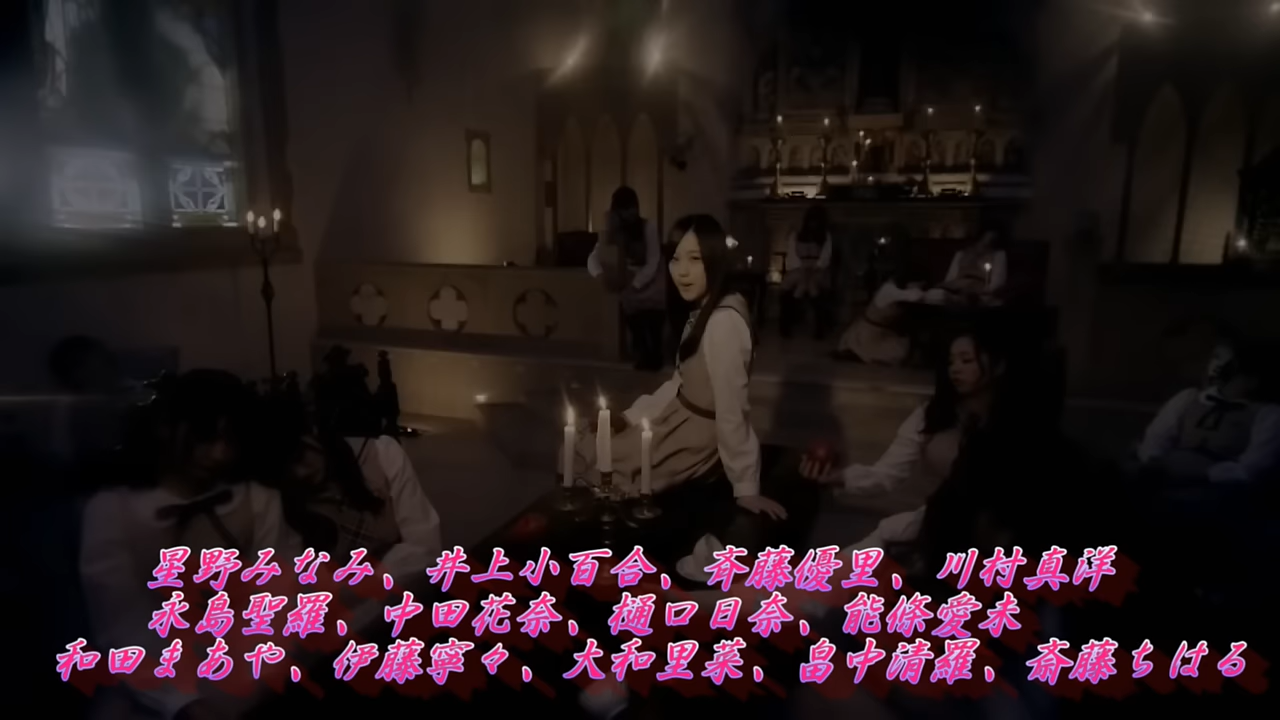 星野みなみ、井上小百合、斉藤優里、川村真洋
永島聖羅、中田花奈、樋口日奈、能條愛未
和田まあや、伊藤寧々、大和里菜、畠中清羅、斎藤ちはる